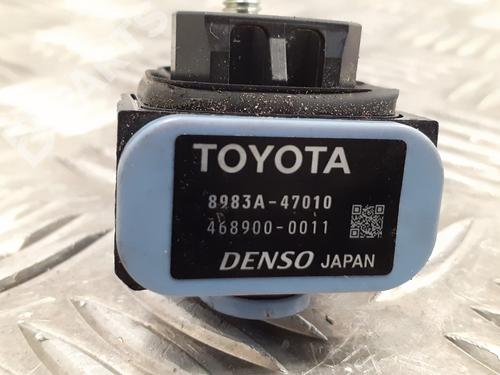 TOYOTA
8983A-47010
468900-0011
DENSO JAPAN